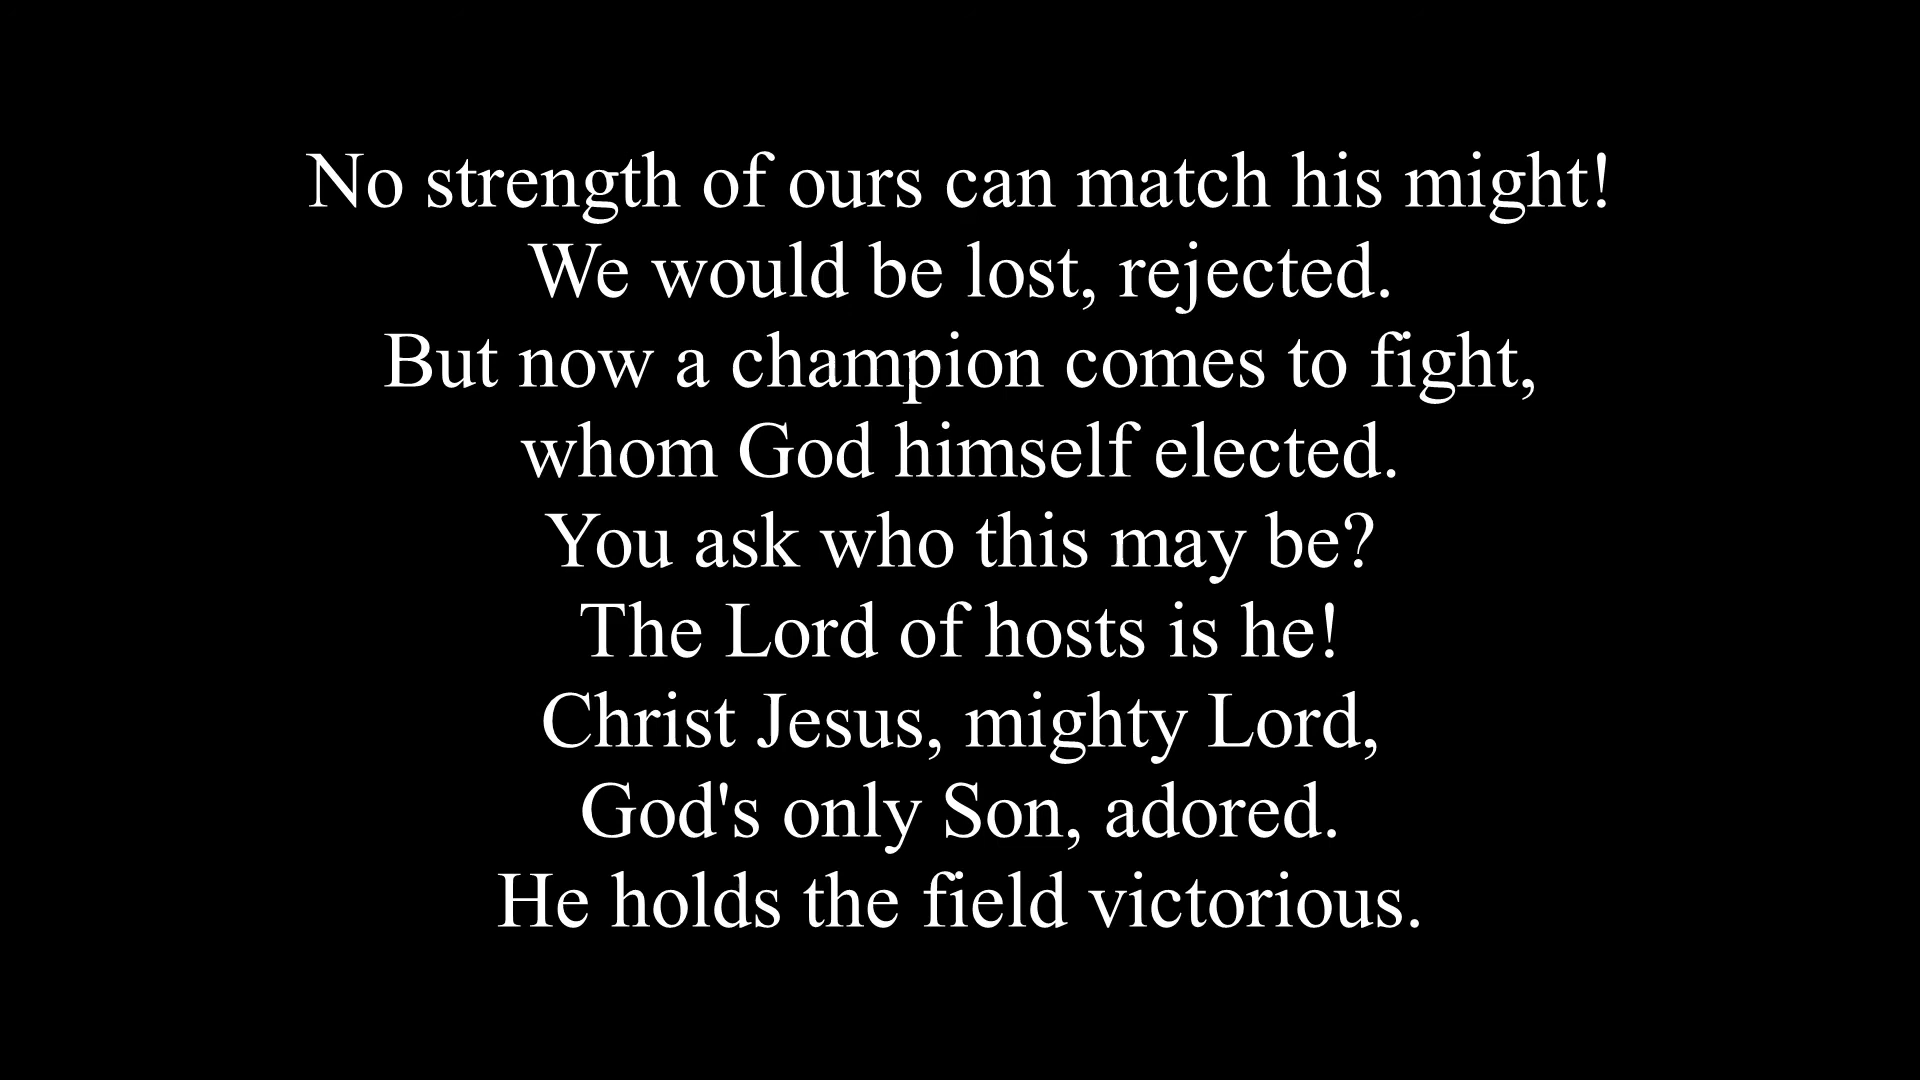 No strength of ours can match his might!
We would be lost, rejected.
But now a champion comes to fight,
whom God himself elected.
You ask who this may be?
The Lord of hosts is he!
Christ Jesus, mighty Lord,
God's only Son, adored.
He holds the field victorious.